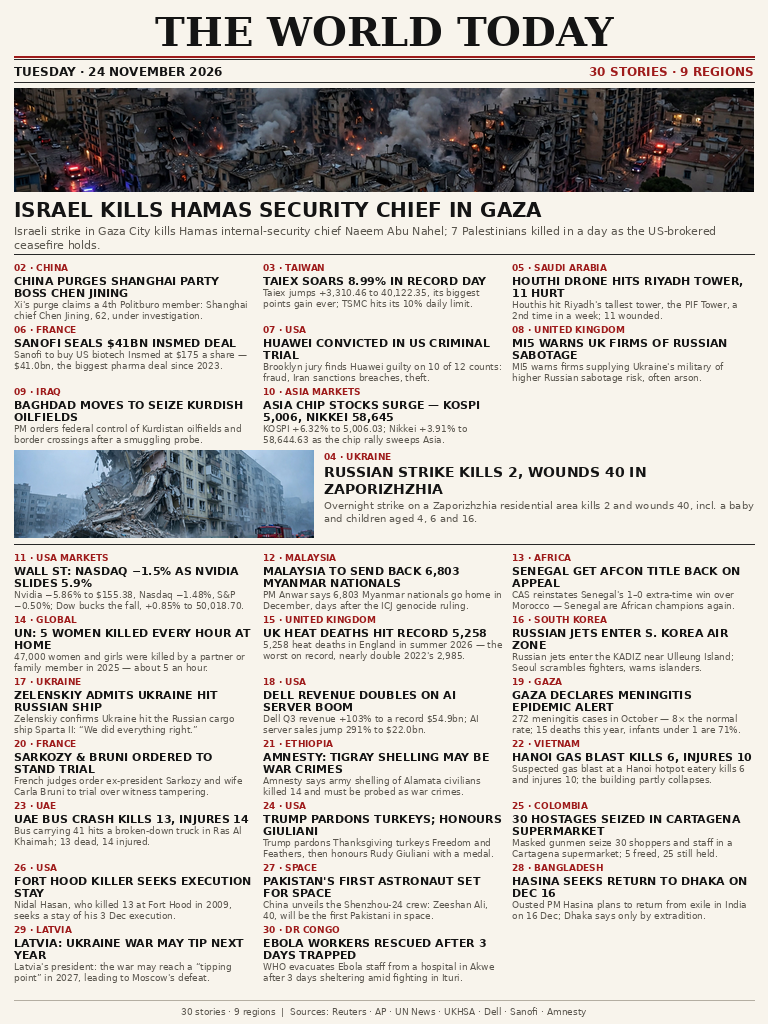 THE WORLD TODAY
TUESDAY · 24 NOVEMBER 2026
30 STORIES · 9 REGIONS
ISRAEL KILLS HAMAS SECURITY CHIEF IN GAZA
Israeli strike in Gaza City kills Hamas internal-security chief Naeem Abu Nahel; 7 Palestinians killed in a day as the US-brokered
ceasefire holds.
02 · CHINA
CHINA PURGES SHANGHAI PARTY
BOSS CHEN JINING
Xi's purge claims a 4th Politburo member: Shanghai
chief Chen Jining, 62, under investigation.
03 · TAIWAN
TAIEX SOARS 8.99% IN RECORD DAY
Taiex jumps +3,310.46 to 40,122.35, its biggest
points gain ever; TSMC hits its 10% daily limit.
05 · SAUDI ARABIA
HOUTHI DRONE HITS RIYADH TOWER,
11 HURT
Houthis hit Riyadh's tallest tower, the PIF Tower, a
2nd time in a week; 11 wounded.
06 · FRANCE
SANOFI SEALS $41BN INSMED DEAL
Sanofi to buy US biotech Insmed at $175 a share —
$41.0bn, the biggest pharma deal since 2023.
07 · USA
HUAWEI CONVICTED IN US CRIMINAL
TRIAL
Brooklyn jury finds Huawei guilty on 10 of 12 counts:
fraud, Iran sanctions breaches, theft.
08 · UNITED KINGDOM
MI5 WARNS UK FIRMS OF RUSSIAN
SABOTAGE
MI5 warns firms supplying Ukraine's military of
higher Russian sabotage risk, often arson.
09 · IRAQ
BAGHDAD MOVES TO SEIZE KURDISH
OILFIELDS
PM orders federal control of Kurdistan oilfields and
border crossings after a smuggling probe.
10 · ASIA MARKETS
ASIA CHIP STOCKS SURGE — KOSPI
5,006, NIKKEI 58,645
KOSPI +6.32% to 5,006.03; Nikkei +3.91% to
58,644.63 as the chip rally sweeps Asia.
04 · UKRAINE
RUSSIAN STRIKE KILLS 2, WOUNDS 40 IN
ZAPORIZHZHIA
Overnight strike on a Zaporizhzhia residential area kills 2 and wounds 40, incl. a baby
and children aged 4, 6 and 16.
11 · USA MARKETS
WALL ST: NASDAQ −1.5% AS NVIDIA
SLIDES 5.9%
Nvidia −5.86% to $155.38, Nasdaq −1.48%, S&P
−0.50%; Dow bucks the fall, +0.85% to 50,018.70.
12 · MALAYSIA
MALAYSIA TO SEND BACK 6,803
MYANMAR NATIONALS
PM Anwar says 6,803 Myanmar nationals go home in
December, days after the ICJ genocide ruling.
13 · AFRICA
SENEGAL GET AFCON TITLE BACK ON
APPEAL
CAS reinstates Senegal's 1–0 extra-time win over
Morocco — Senegal are African champions again.
14 · GLOBAL
UN: 5 WOMEN KILLED EVERY HOUR AT
HOME
47,000 women and girls were killed by a partner or
family member in 2025 — about 5 an hour.
15 · UNITED KINGDOM
UK HEAT DEATHS HIT RECORD 5,258
5,258 heat deaths in England in summer 2026 — the
worst on record, nearly double 2022's 2,985.
16 · SOUTH KOREA
RUSSIAN JETS ENTER S. KOREA AIR
ZONE
Russian jets enter the KADIZ near Ulleung Island;
Seoul scrambles fighters, warns islanders.
17 · UKRAINE
ZELENSKIY ADMITS UKRAINE HIT
RUSSIAN SHIP
Zelenskiy confirms Ukraine hit the Russian cargo
ship Sparta II: “We did everything right.”
18 · USA
DELL REVENUE DOUBLES ON AI
SERVER BOOM
Dell Q3 revenue +103% to a record $54.9bn; AI
server sales jump 291% to $22.0bn.
19 · GAZA
GAZA DECLARES MENINGITIS
EPIDEMIC ALERT
272 meningitis cases in October — 8× the normal
rate; 15 deaths this year, infants under 1 are 71%.
20 · FRANCE
SARKOZY & BRUNI ORDERED TO
STAND TRIAL
French judges order ex-president Sarkozy and wife
Carla Bruni to trial over witness tampering.
21 · ETHIOPIA
AMNESTY: TIGRAY SHELLING MAY BE
WAR CRIMES
Amnesty says army shelling of Alamata civilians
killed 14 and must be probed as war crimes.
22 · VIETNAM
HANOI GAS BLAST KILLS 6, INJURES 10
Suspected gas blast at a Hanoi hotpot eatery kills 6
and injures 10; the building partly collapses.
23 · UAE
UAE BUS CRASH KILLS 13, INJURES 14
Bus carrying 41 hits a broken-down truck in Ras Al
Khaimah; 13 dead, 14 injured.
24 · USA
TRUMP PARDONS TURKEYS; HONOURS
GIULIANI
Trump pardons Thanksgiving turkeys Freedom and
Feathers, then honours Rudy Giuliani with a medal.
25 · COLOMBIA
30 HOSTAGES SEIZED IN CARTAGENA
SUPERMARKET
Masked gunmen seize 30 shoppers and staff in a
Cartagena supermarket; 5 freed, 25 still held.
26 · USA
FORT HOOD KILLER SEEKS EXECUTION
STAY
Nidal Hasan, who killed 13 at Fort Hood in 2009,
seeks a stay of his 3 Dec execution.
27 · SPACE
PAKISTAN'S FIRST ASTRONAUT SET
FOR SPACE
China unveils the Shenzhou-24 crew: Zeeshan Ali,
40, will be the first Pakistani in space.
28 · BANGLADESH
HASINA SEEKS RETURN TO DHAKA ON
DEC 16
Ousted PM Hasina plans to return from exile in India
on 16 Dec; Dhaka says only by extradition.
29 · LATVIA
LATVIA: UKRAINE WAR MAY TIP NEXT
YEAR
Latvia's president: the war may reach a “tipping
point” in 2027, leading to Moscow's defeat.
30 · DR CONGO
EBOLA WORKERS RESCUED AFTER 3
DAYS TRAPPED
WHO evacuates Ebola staff from a hospital in Akwe
after 3 days sheltering amid fighting in Ituri.
30 stories · 9 regions | Sources: Reuters · AP · UN News · UKHSA · Dell · Sanofi · Amnesty